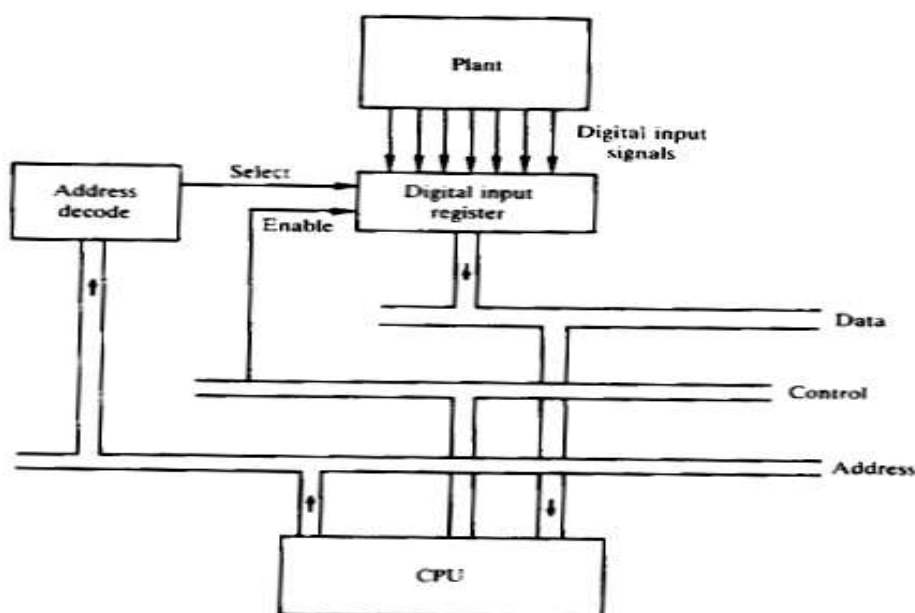 Plant
Digital input
signals
Select
Address
decode
Digital input
register
Enable
Data
Control
Address
CPU